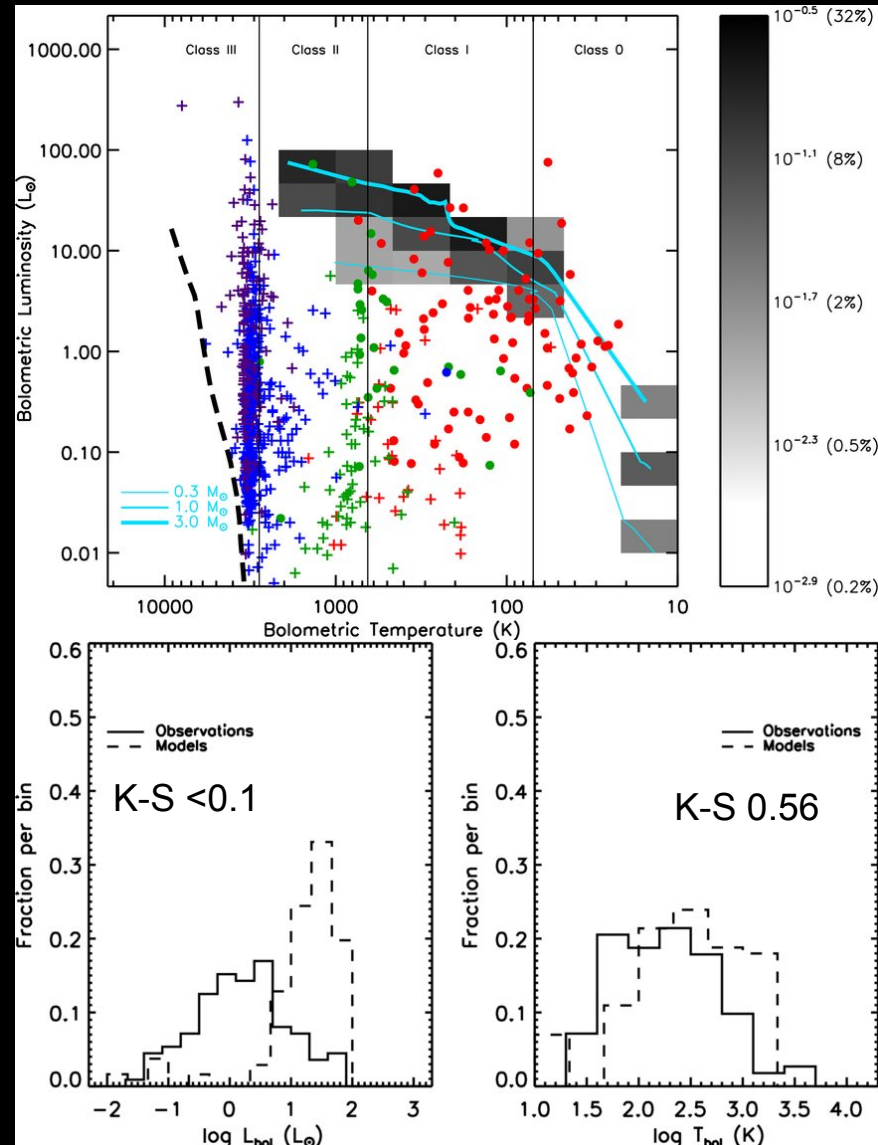 10^-0.5 (32%)
1000.00
Class III
Class II
Class I
Class 0
100.00
10^-1.1 (8%)
10.00
Bolometric Luminosity (L⊙)
10^-1.7 (2%)
1.00
10^-2.3 (0.5%)
0.10
0.3 M⊙
1.0 M⊙
3.0 M⊙
0.01
10^-2.9 (0.2%)
10000
1000
100
10
Bolometric Temperature (K)
0.6
0.5
0.4
0.3
0.2
0.1
0.0
Fraction per bin
Observations
Models
K-S <0.1
-2
-1
0
1
2
3
log L_bol (L⊙)
0.6
0.5
0.4
0.3
0.2
0.1
0.0
Fraction per bin
Observations
Models
K-S 0.56
1.0
1.5
2.0
2.5
3.0
3.5
4.0
log T_bol (K)